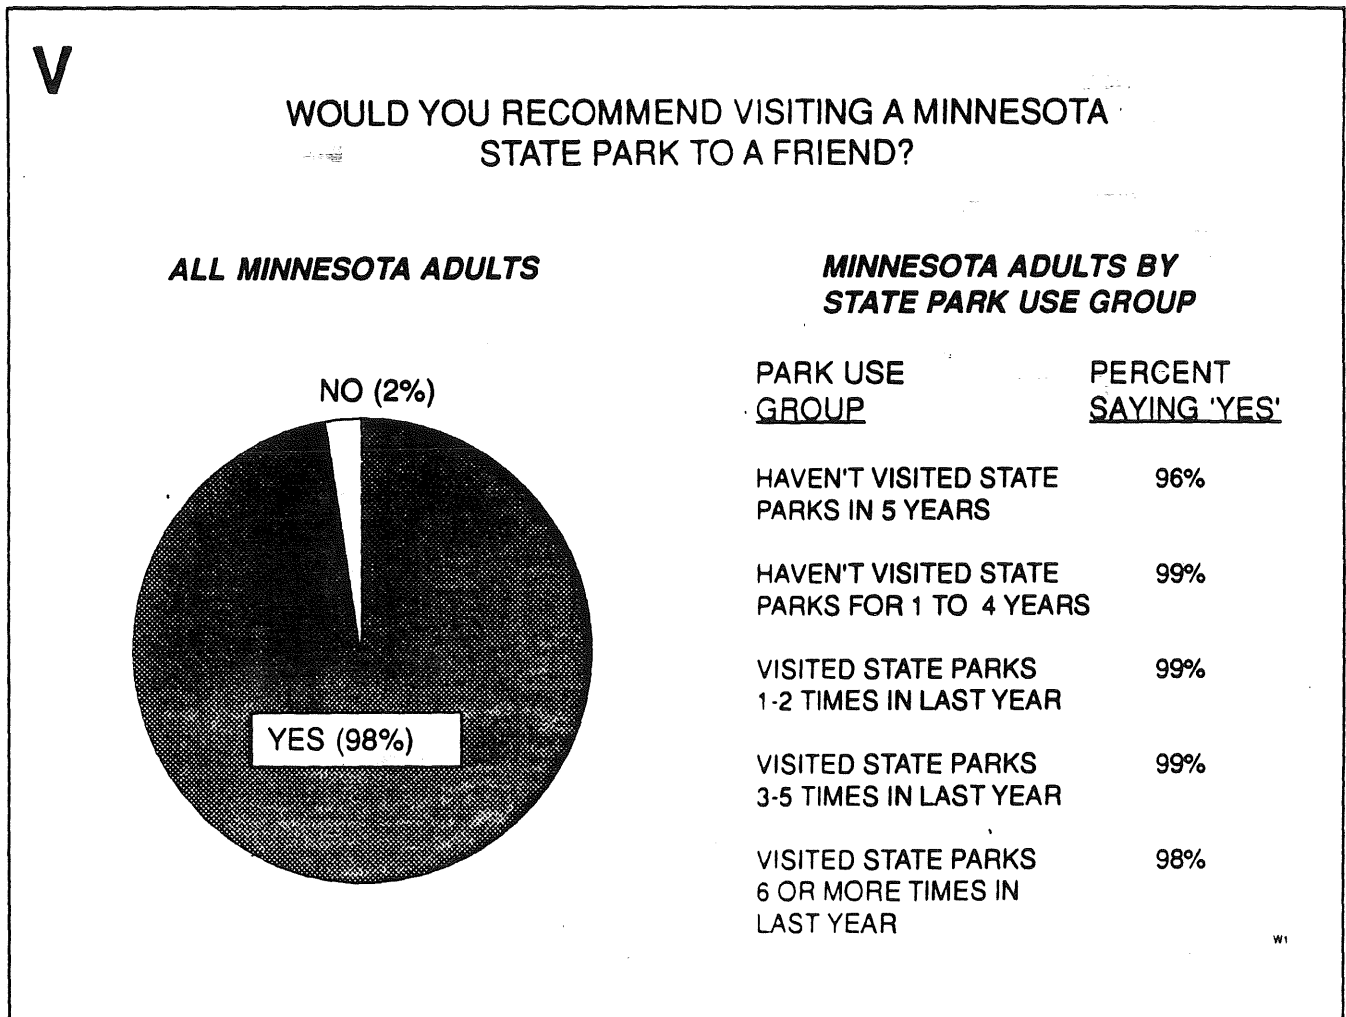 V
WOULD YOU RECOMMEND VISITING A MINNESOTA
STATE PARK TO A FRIEND?
ALL MINNESOTA ADULTS
NO (2%)
YES (98%)
MINNESOTA ADULTS BY
STATE PARK USE GROUP
PARK USE PERCENT
GROUP SAYING 'YES'
HAVEN'T VISITED STATE 96%
PARKS IN 5 YEARS
HAVEN'T VISITED STATE 99%
PARKS FOR 1 TO 4 YEARS
VISITED STATE PARKS 99%
1-2 TIMES IN LAST YEAR
VISITED STATE PARKS 99%
3-5 TIMES IN LAST YEAR
VISITED STATE PARKS 98%
6 OR MORE TIMES IN
LAST YEAR
W1